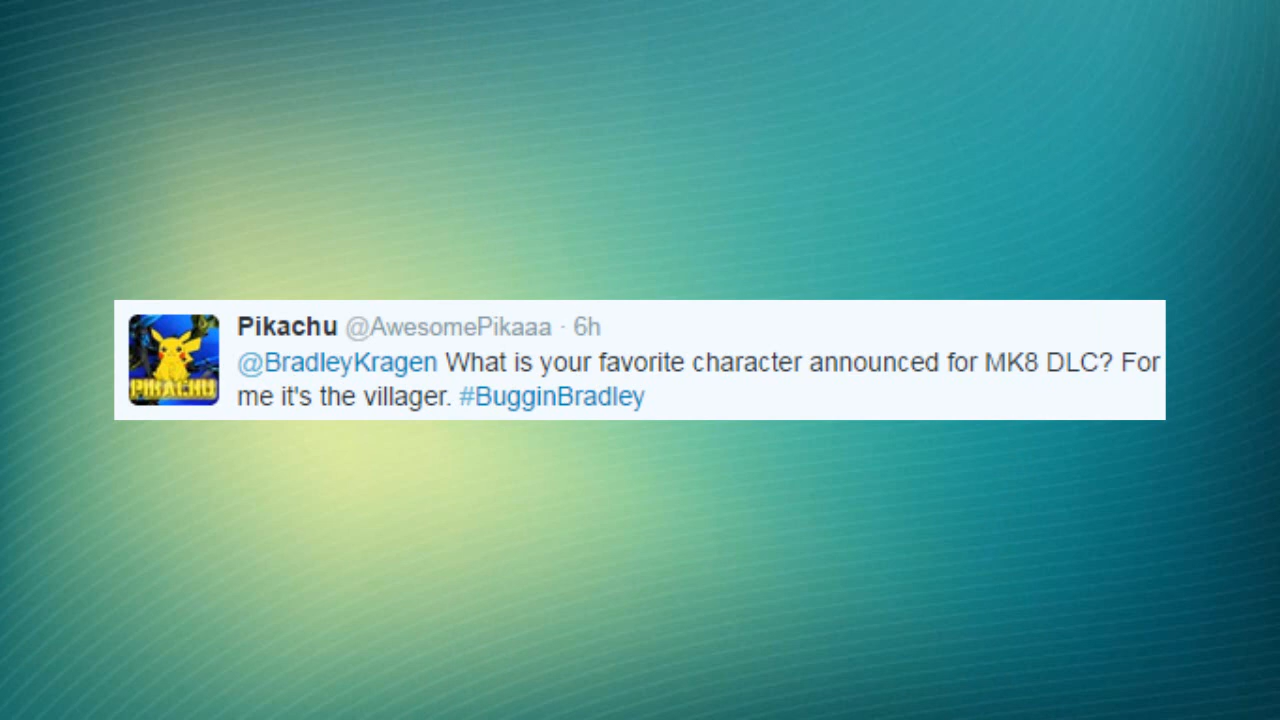 Pikachu @AwesomePikaaa · 6h
@BradleyKragen What is your favorite character announced for MK8 DLC? For
me it's the villager. #BugginBradley
PIKACHU